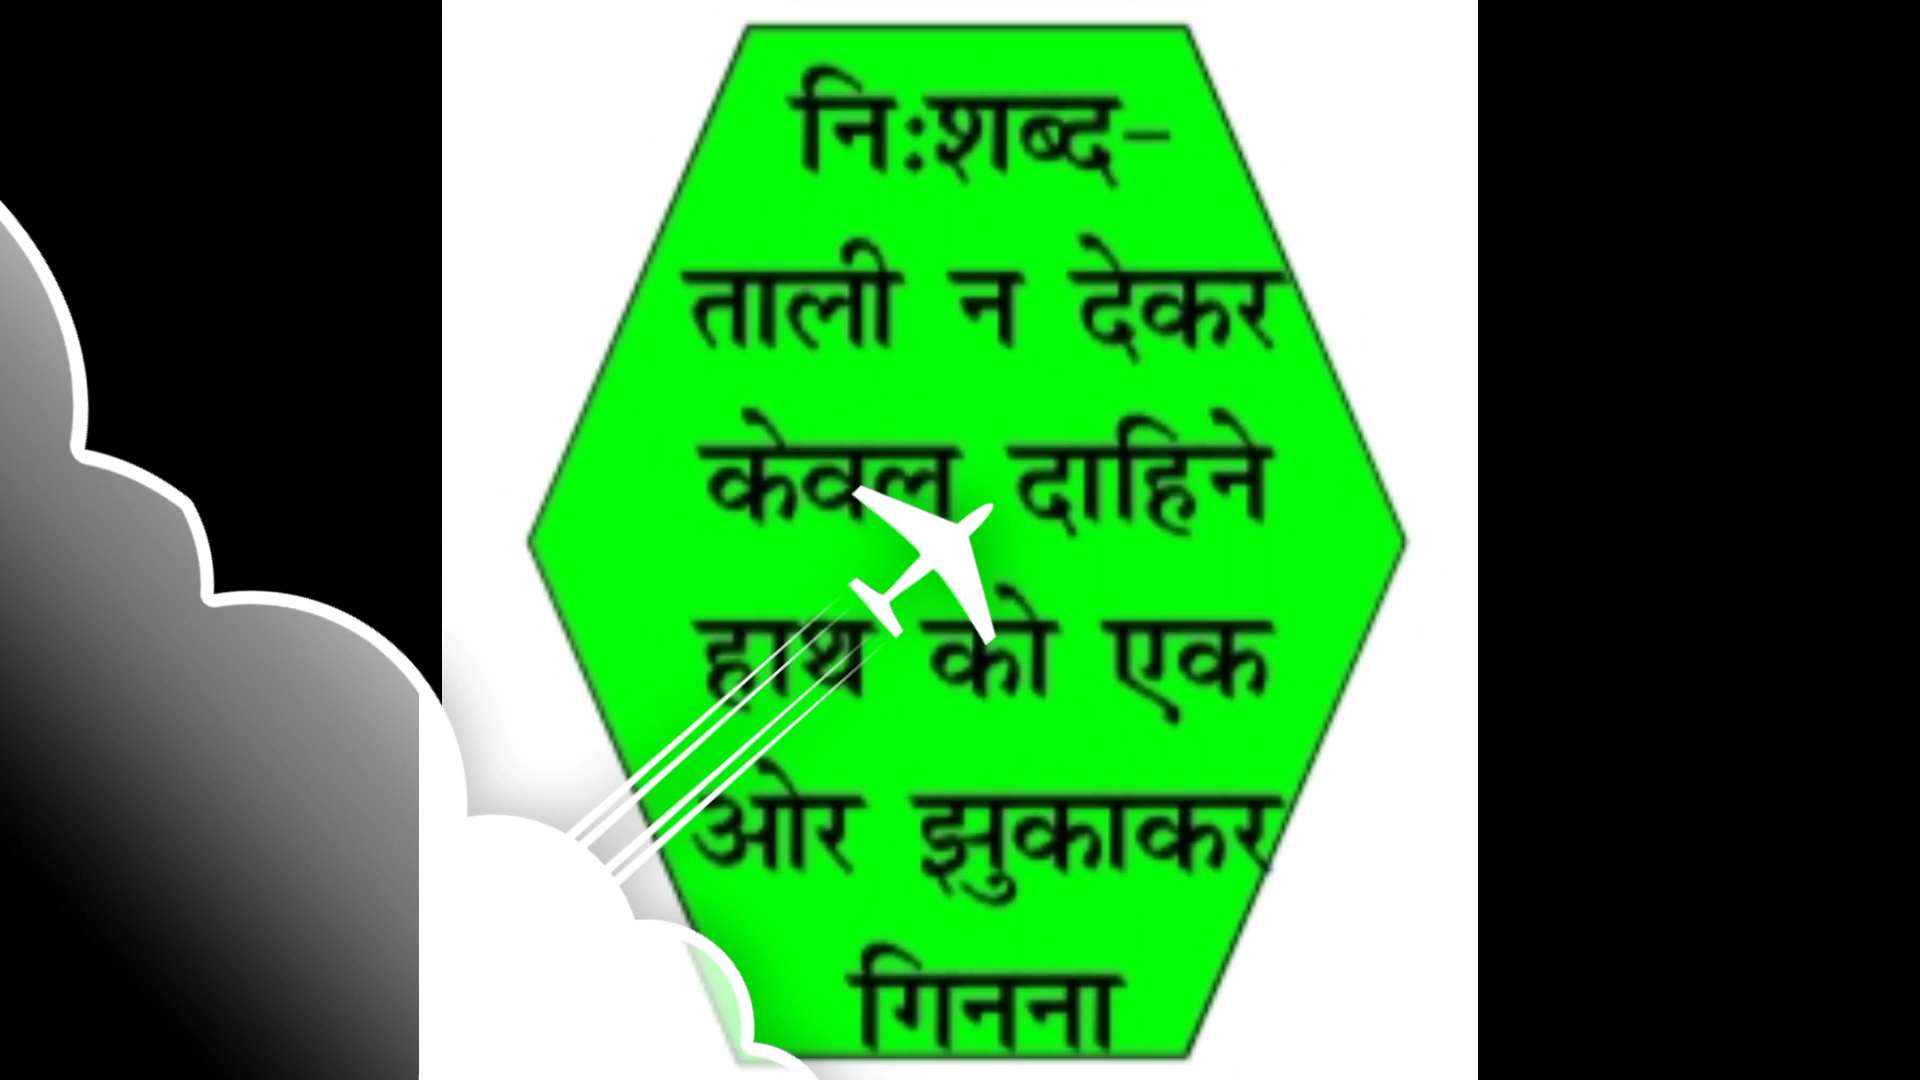 नि:शब्द–
ताली न देकर
केवल दाहिने
हाथ को एक
ओर झुकाकर
गिनना